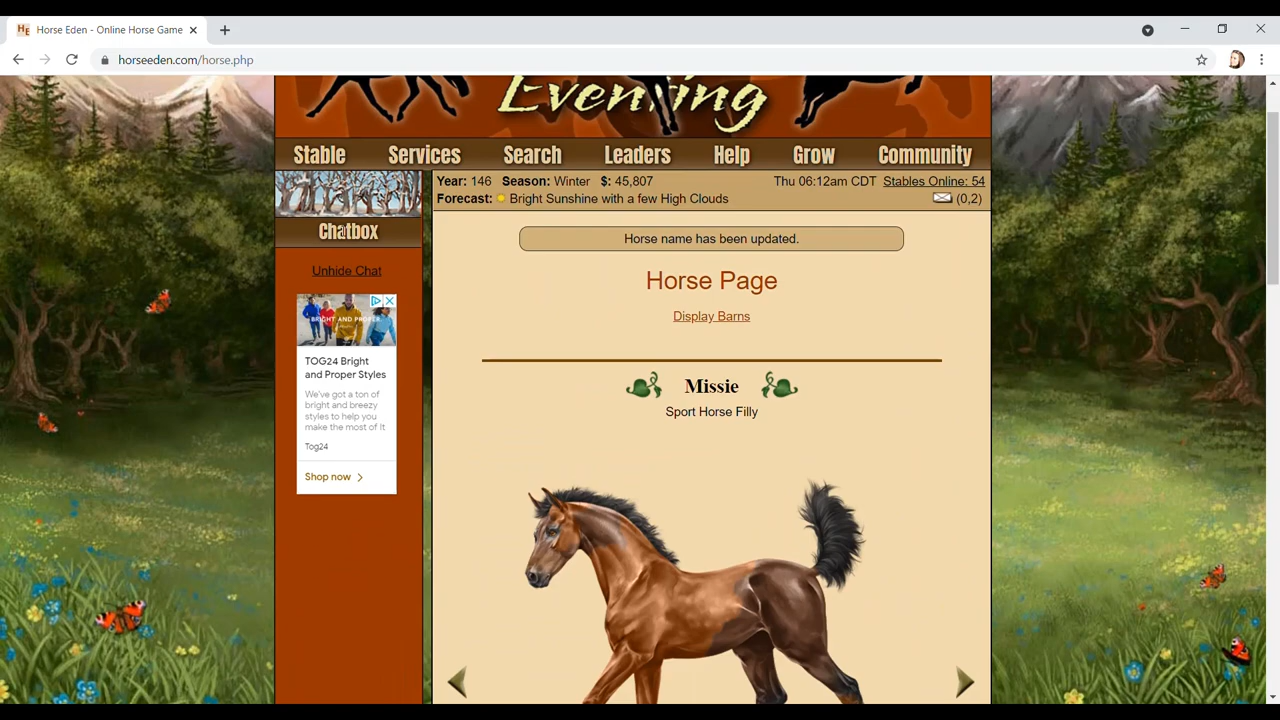 Horse Eden - Online Horse Game
horseeden.com/horse.php
Eventing
Stable Services Search Leaders Help Grow Community
Year: 146 Season: Winter $: 45,807 Thu 06:12am CDT Stables Online: 54
Forecast: Bright Sunshine with a few High Clouds (0,2)
Chatbox
Unhide Chat
BRIGHT AND PROPER.
TOG24 Bright
and Proper Styles
We've got a ton of
bright and breezy
styles to help you
make the most of It
Tog24
Shop now
Horse name has been updated.
Horse Page
Display Barns
Missie
Sport Horse Filly